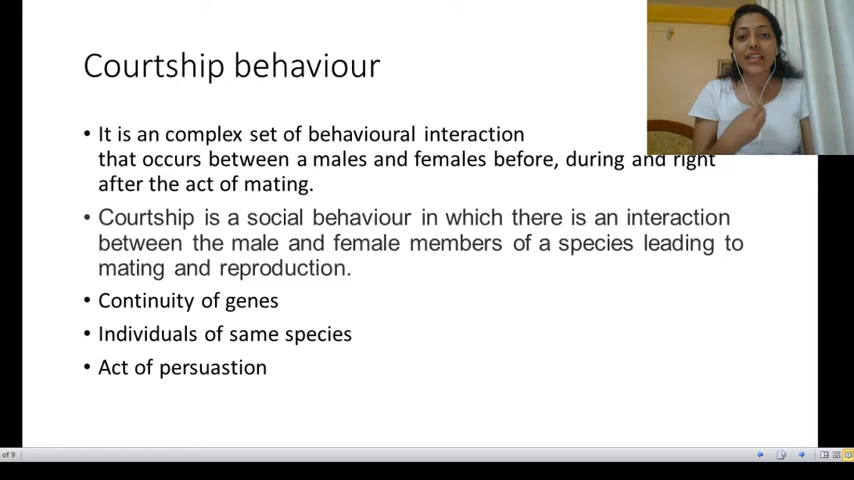 Courtship behaviour
• It is an complex set of behavioural interaction
that occurs between a males and females before, during and right
after the act of mating.
• Courtship is a social behaviour in which there is an interaction
between the male and female members of a species leading to
mating and reproduction.
• Continuity of genes
• Individuals of same species
• Act of persuastion
of 9